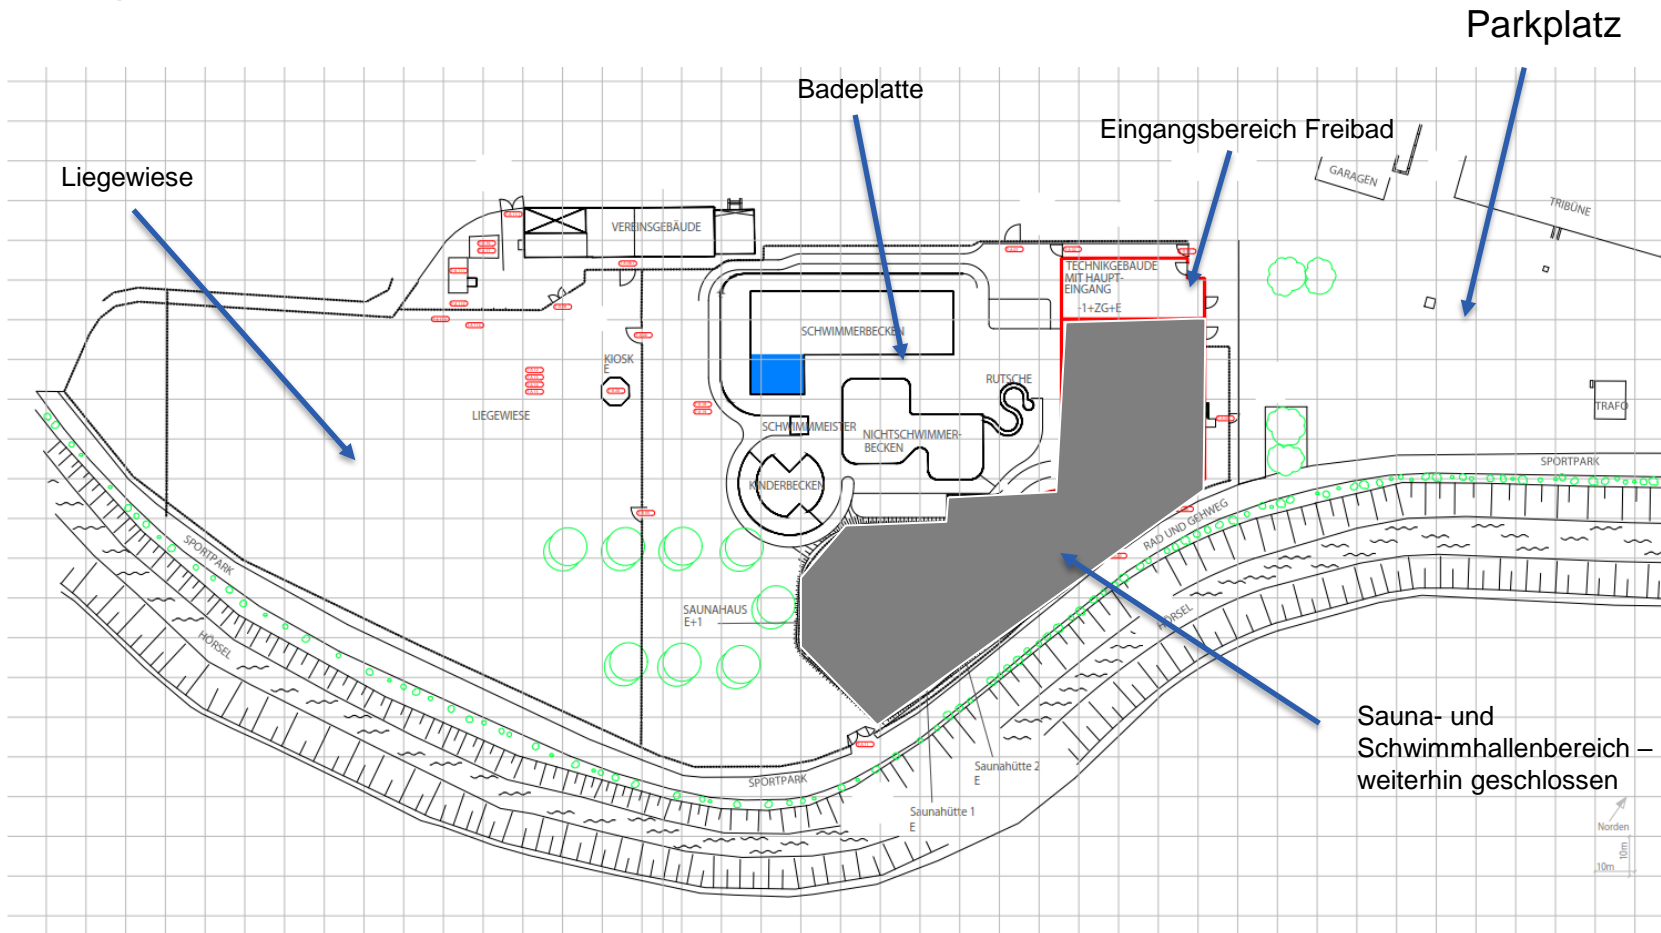 Parkplatz
Badeplatte
Eingangsbereich Freibad
Liegewiese
GARAGEN
TRIBÜNE
VEREINSGEBÄUDE
TECHNIKGEBÄUDE
MIT HAUPT-
EINGANG
-1+ZG+E
SCHWIMMERBECKEN
KIOSK
E
RUTSCHE
TRAFO
LIEGEWIESE
SCHWIMMMEISTER
NICHTSCHWIMMER-
BECKEN
SPORTPARK
KINDERBECKEN
RAD UND GEHWEG
SPORTPARK
SAUNAHAUS
E+1
HÖRSEL
HÖRSEL
Sauna- und
Schwimmhallenbereich –
weiterhin geschlossen
Saunahütte 2
E
SPORTPARK
Saunahütte 1
E
Norden
10m
10m